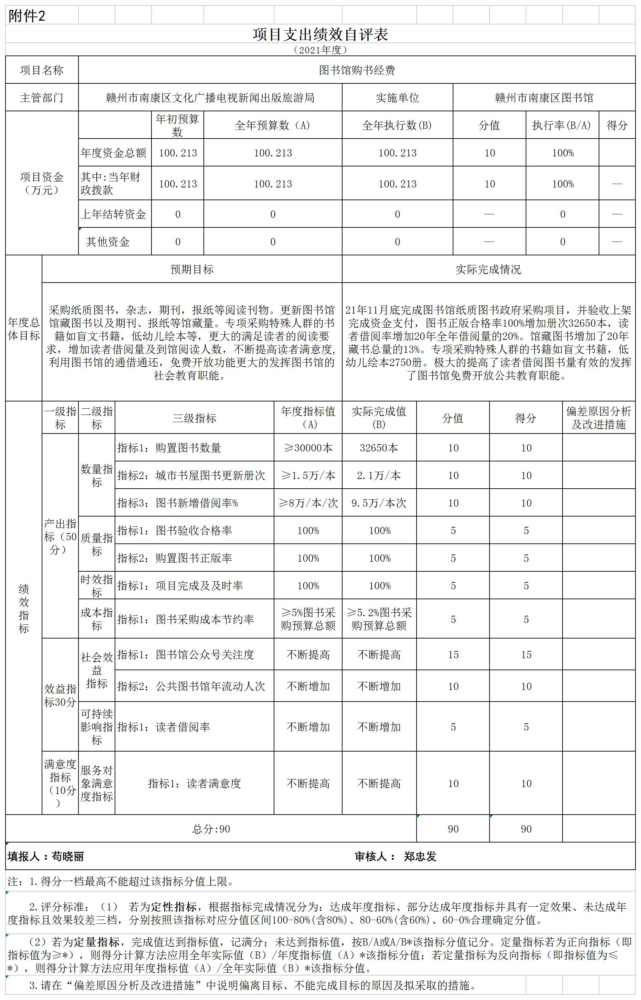 附件2
项目支出绩效自评表
（2021年度）
项目名称 图书馆购书经费
主管部门 赣州市南康区文化广播电视新闻出版旅游局 实施单位 赣州市南康区图书馆
项目资金
（万元）
年初预算
数
全年预算数（A) 全年执行数(B) 分值 执行率(B/A) 得分
年度资金总额 100.213 100.213 100.213 10 100%
其中:当年财
政拨款
100.213 100.213 100.213 10 100% —
上年结转资金 0 0 0 — 0 —
其他资金 0 0 0 — 0 —
年度总
体目标
预期目标 实际完成情况
采购纸质图书，杂志，期刊，报纸等阅读刊物。更新图书馆
馆藏图书以及期刊、报纸等馆藏量。专项采购特殊人群的书
籍如盲文书籍，低幼儿绘本等，更大的满足读者的阅读要
求，增加读者借阅量及到馆阅读人数，不断提高读者满意度,
利用图书馆的通借通还，免费开放功能更大的发挥图书馆的
社会教育职能。
21年11月底完成图书馆纸质图书政府采购项目，并验收上架
完成资金支付，图书正版合格率100%增加册次32650本，读
者借阅率增加20年全年借阅量的20%。馆藏图书增加了20年
藏书总量的13%。专项采购特殊人群的书籍如盲文书籍，低
幼儿绘本2750册。极大的提高了读者借阅图书量有效的发挥
了图书馆免费开放公共教育职能。
绩
效
指
标
一级指
标
二级指
标
三级指标
年度指标值
（A)
实际完成值
(B)
分值 得分
偏差原因分析
及改进措施
产出指
标（50
分）
数量指
标
指标1：购置图书数量 ≥30000本 32650本 10 10
指标2：城市书屋图书更新册次 ≥1.5万/本 2.1万/本 10 10
指标3：图书新增借阅率% ≥8万/本/次 9.5万/本次 10 10
质量指
标
指标1：图书验收合格率 100% 100% 5 5
指标2：购置图书正版率 100% 100% 5 5
时效指
标
指标1：项目完成及及时率 100% 100% 5 5
成本指
标
指标1：图书采购成本节约率
≥5%图书采
购预算总额
≥5.2%图书采
购预算总额
5 5
效益指
标30分
社会效
益
指标
指标1：图书馆公众号关注度 不断提高 不断提高 15 15
指标2：公共图书馆年流动人次 不断增加 不断增加 10 10
可持续
影响指
标
指标1：读者借阅率 不断增加 不断增加 5 5
满意度
指标
（10分
）
服务对
象满意
度指标
指标1：读者满意度 不断提高 不断提高 10 10
总分:90 90 90
填报人：苟晓丽 审核人： 郑忠发
注：1.得分一档最高不能超过该指标分值上限。
2.评分标准：（1） 若为定性指标，根据指标完成情况分为：达成年度指标、部分达成年度指标并具有一定效果、未达成年
度指标且效果较差三档，分别按照该指标对应分值区间100-80%(含80%)、80-60%(含60%)、60-0%合理确定分值。
（2）若为定量指标，完成值达到指标值，记满分；未达到指标值，按B/A或A/B*该指标分值记分。定量指标若为正向指标（即
指标值为≥*），则得分计算方法应用全年实际值（B）/年度指标值（A）*该指标分值；若定量指标为反向指标（即指标值为≤
*），则得分计算方法应用年度指标值（A）/全年实际值（B）*该指标分值。
3.请在“偏差原因分析及改进措施”中说明偏离目标、不能完成目标的原因及拟采取的措施。